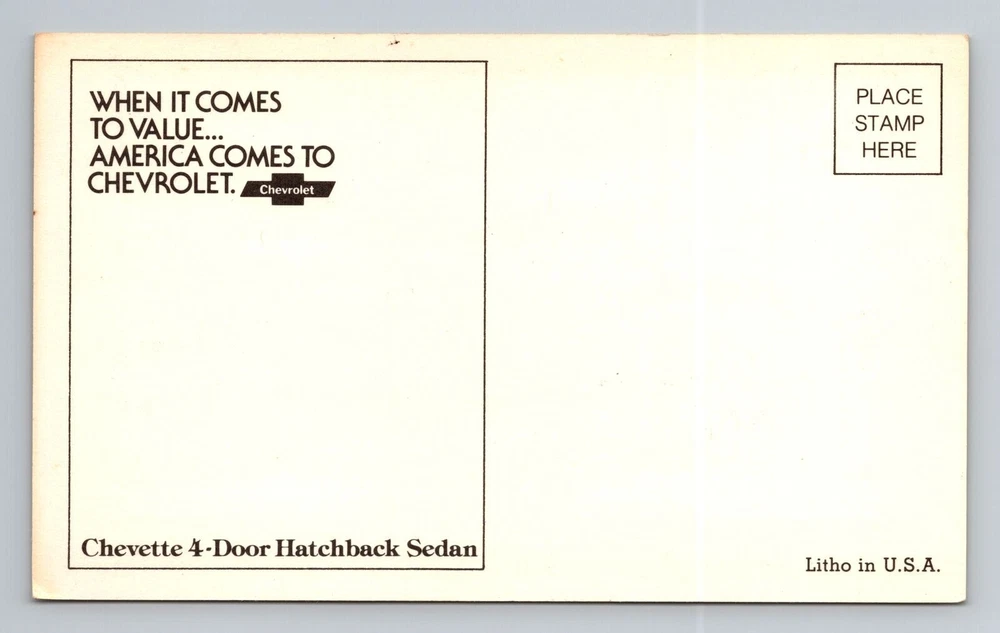 WHEN IT COMES
TO VALUE...
AMERICA COMES TO
CHEVROLET.
Chevrolet
PLACE
STAMP
HERE
Chevette 4-Door Hatchback Sedan
Litho in U.S.A.